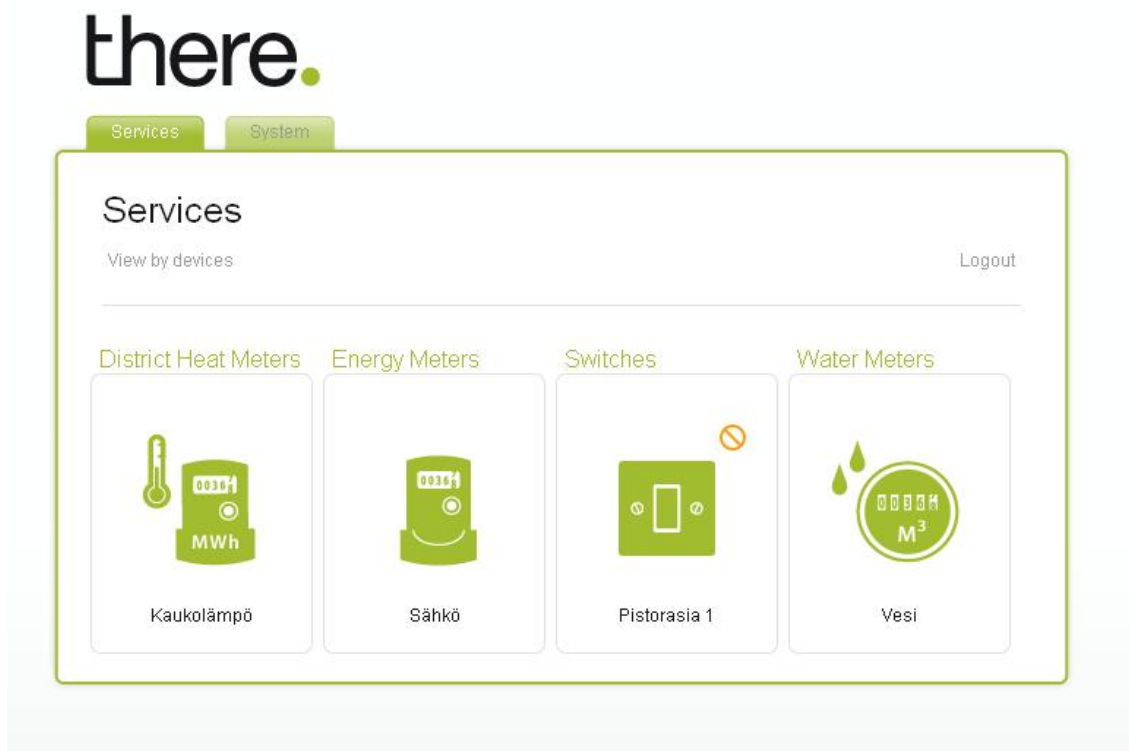 there.
Services System
Services
View by devices Logout
District Heat Meters Energy Meters Switches Water Meters
MWh
M³
Kaukolämpö Sähkö Pistorasia 1 Vesi